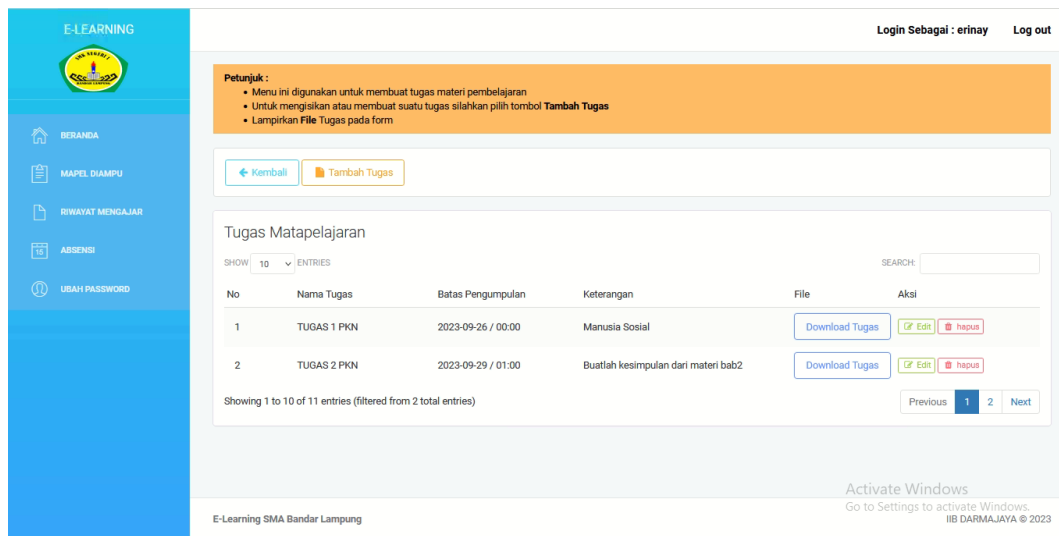 E-LEARNING
Login Sebagai : erinay Log out
BANDAR LAMPUNG
Petunjuk :
• Menu ini digunakan untuk membuat tugas materi pembelajaran
• Untuk mengisikan atau membuat suatu tugas silahkan pilih tombol Tambah Tugas
• Lampirkan File Tugas pada form
BERANDA
MAPEL DIAMPU
RIWAYAT MENGAJAR
15 ABSENSI
UBAH PASSWORD
Kembali Tambah Tugas
Tugas Matapelajaran
SHOW 10 ENTRIES SEARCH:
No Nama Tugas Batas Pengumpulan Keterangan File Aksi
1 TUGAS 1 PKN 2023-09-26 / 00:00 Manusia Sosial Download Tugas Edit hapus
2 TUGAS 2 PKN 2023-09-29 / 01:00 Buatlah kesimpulan dari materi bab2 Download Tugas Edit hapus
Showing 1 to 10 of 11 entries (filtered from 2 total entries) Previous 1 2 Next
Activate Windows
Go to Settings to activate Windows.
E-Learning SMA Bandar Lampung IIB DARMAJAYA © 2023